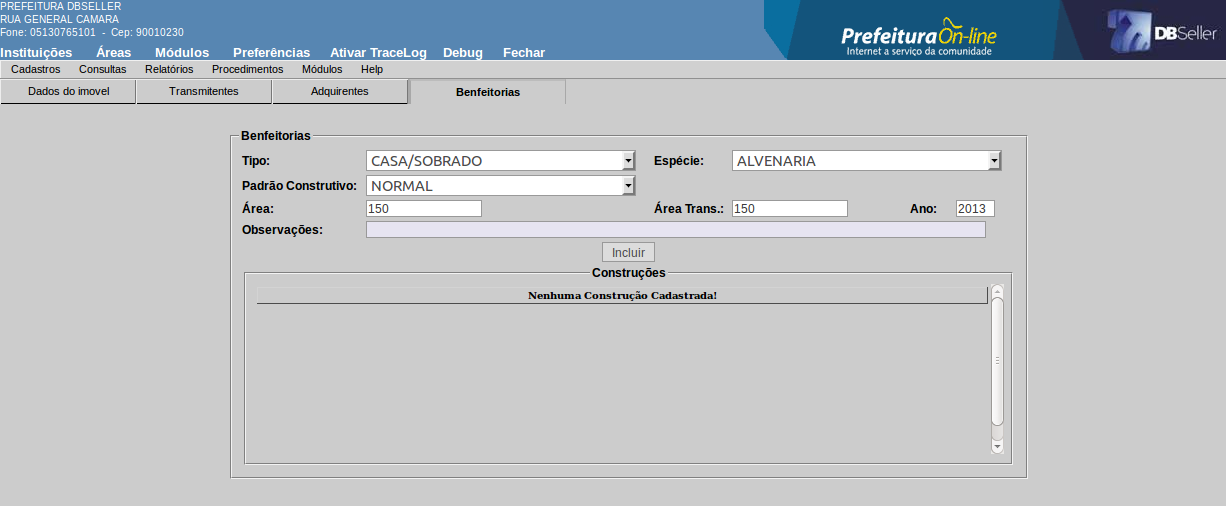 PREFEITURA DBSELLER
RUA GENERAL CAMARA
Fone: 05130765101 - Cep: 90010230
Prefeitura On-line
Internet a serviço da comunidade
DBSeller
Instituições Áreas Módulos Preferências Ativar TraceLog Debug Fechar
Cadastros Consultas Relatórios Procedimentos Módulos Help
Dados do imovel Transmitentes Adquirentes Benfeitorias
Benfeitorias
Tipo: CASA/SOBRADO Espécie: ALVENARIA
Padrão Construtivo: NORMAL
Área: 150 Área Trans.: 150 Ano: 2013
Observações:
Incluir
Construções
Nenhuma Construção Cadastrada!